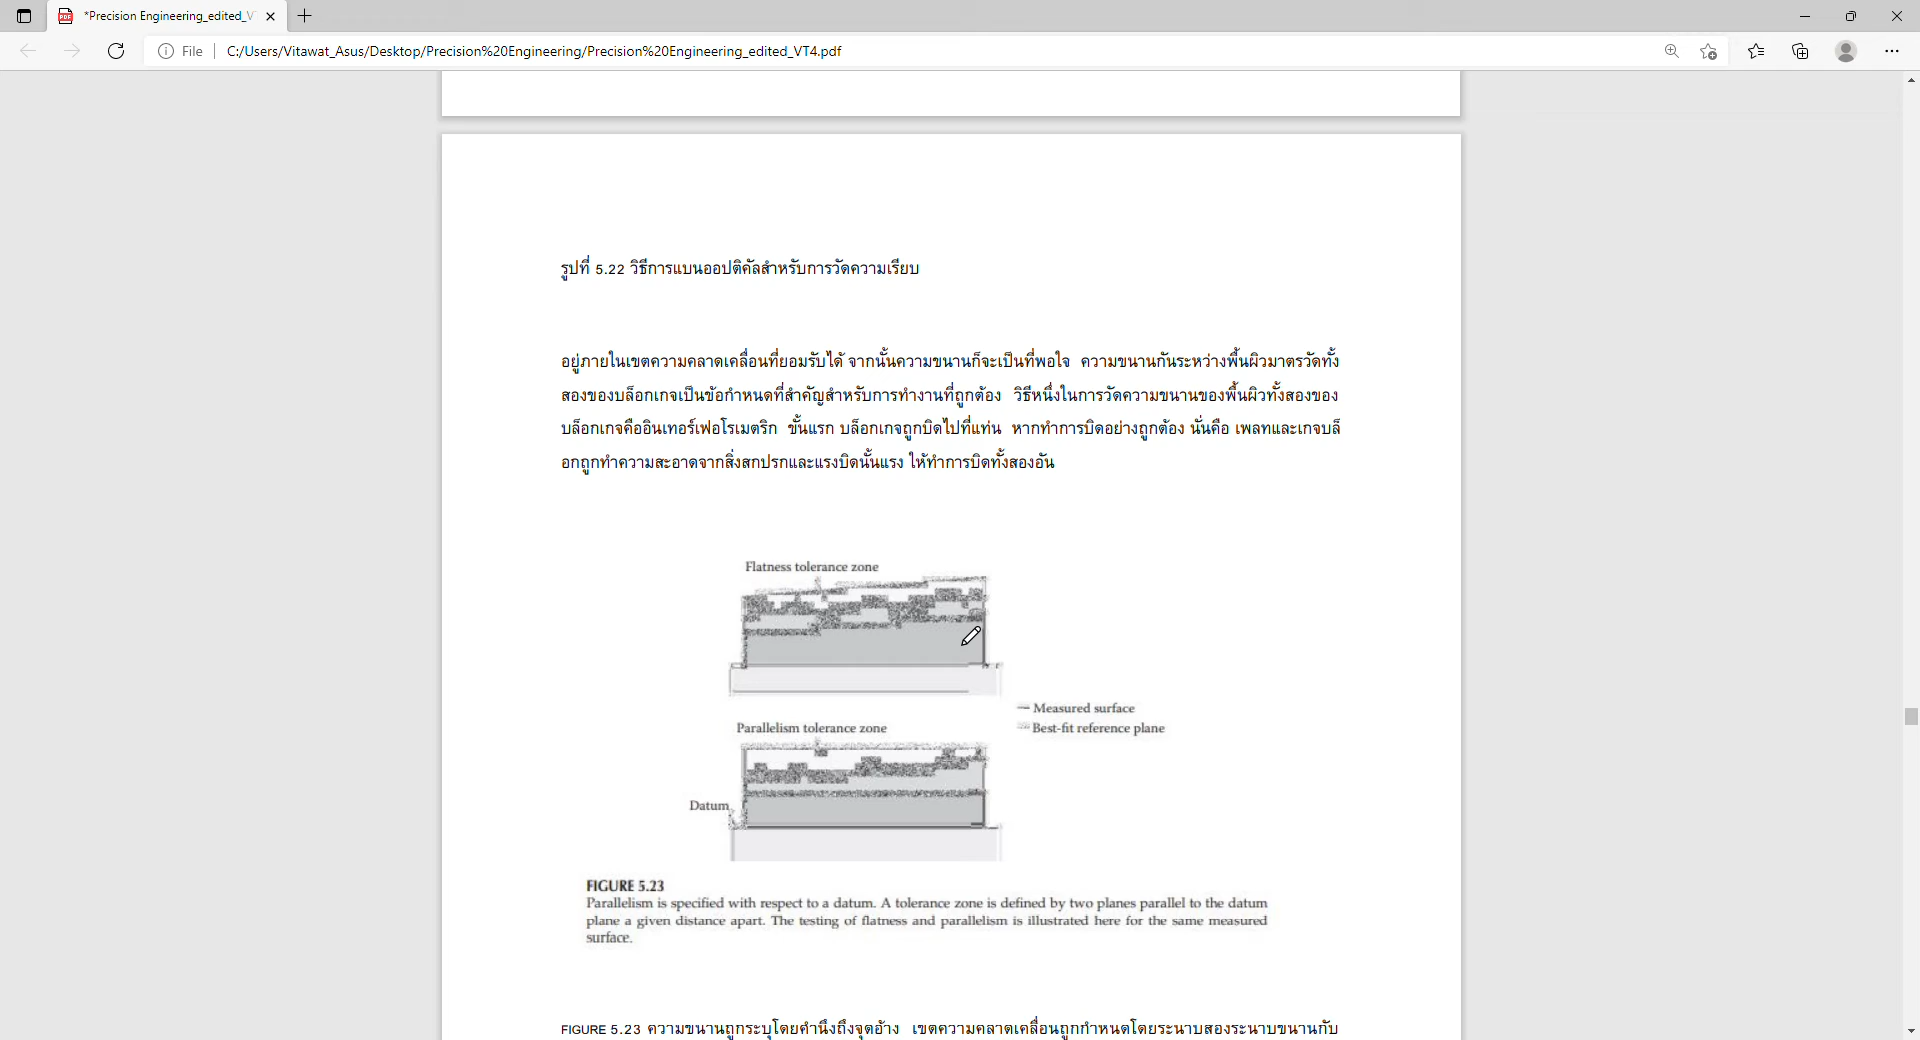 *Precision Engineering_edited_V
File
C:/Users/Vitawat_Asus/Desktop/Precision%20Engineering/Precision%20Engineering_edited_VT4.pdf
รูปที่ 5.22 วิธีการแบนออปติคัลสำหรับการวัดความเรียบ
อยู่ภายในเขตความคลาดเคลื่อนที่ยอมรับได้ จากนั้นความขนานก็จะเป็นที่พอใจ ความขนานกันระหว่างพื้นผิวมาตรวัดทั้ง
สองของบล็อกเกจเป็นข้อกำหนดที่สำคัญสำหรับการทำงานที่ถูกต้อง วิธีหนึ่งในการวัดความขนานของพื้นผิวทั้งสองของ
บล็อกเกจคืออินเทอร์เฟอโรเมตริก ขั้นแรก บล็อกเกจถูกบิดไปที่แท่น หากทำการบิดอย่างถูกต้อง นั่นคือ เพลทและเกจบล็
อกถูกทำความสะอาดจากสิ่งสกปรกและแรงบิดนั้นแรง ให้ทำการบิดทั้งสองอัน
Flatness tolerance zone
Measured surface
Best-fit reference plane
Parallelism tolerance zone
Datum
FIGURE 5.23
Parallelism is specified with respect to a datum. A tolerance zone is defined by two planes parallel to the datum
plane a given distance apart. The testing of flatness and parallelism is illustrated here for the same measured
surface.
FIGURE 5.23 ความขนานถูกระบุโดยคำนึงถึงจุดอ้าง เขตความคลาดเคลื่อนถูกกำหนดโดยระนาบสองระนาบขนานกับ